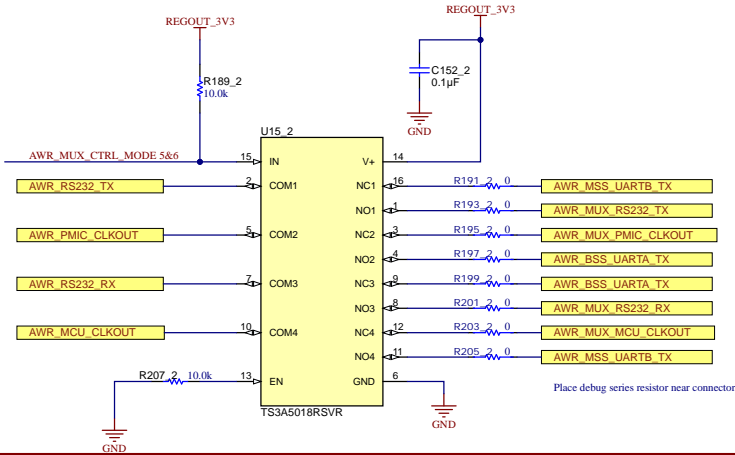 REGOUT_3V3
REGOUT_3V3
R189_2
10.0k
C152_2
0.1µF
GND
U15_2
AWR_MUX_CTRL_MODE 5&6
15
IN
V+
14
AWR_RS232_TX
2
COM1
NC1
16
R191_2 0
AWR_MSS_UARTB_TX
NO1
1
R193_2 0
AWR_MUX_RS232_TX
AWR_PMIC_CLKOUT
5
COM2
NC2
3
R195_2 0
AWR_MUX_PMIC_CLKOUT
NO2
4
R197_2 0
AWR_BSS_UARTA_TX
AWR_RS232_RX
7
COM3
NC3
9
R199_2 0
AWR_BSS_UARTA_TX
NO3
8
R201_2 0
AWR_MUX_RS232_RX
AWR_MCU_CLKOUT
10
COM4
NC4
12
R203_2 0
AWR_MUX_MCU_CLKOUT
NO4
11
R205_2 0
AWR_MSS_UARTB_TX
R207_2 10.0k
13
EN
GND
6
Place debug series resistor near connector
TS3A5018RSVR
GND
GND